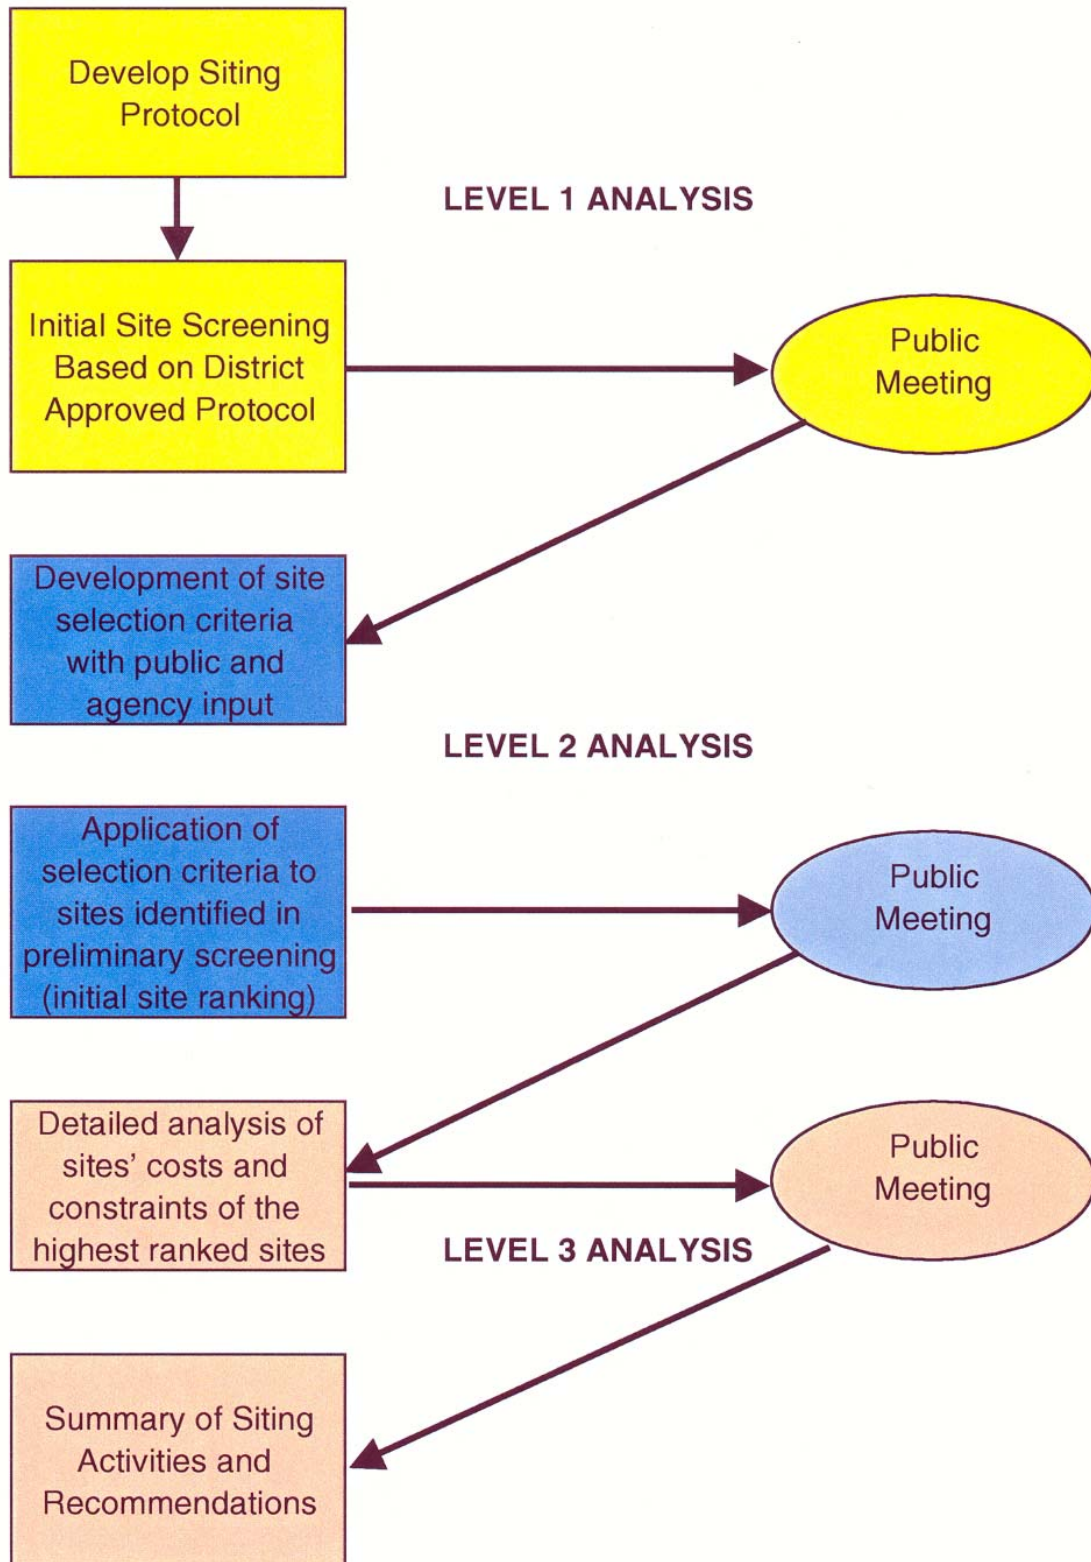 Develop Siting
Protocol
LEVEL 1 ANALYSIS
Initial Site Screening
Based on District
Approved Protocol
Public
Meeting
Development of site
selection criteria
with public and
agency input
LEVEL 2 ANALYSIS
Application of
selection criteria to
sites identified in
preliminary screening
(initial site ranking)
Public
Meeting
Detailed analysis of
sites’ costs and
constraints of the
highest ranked sites
Public
Meeting
LEVEL 3 ANALYSIS
Summary of Siting
Activities and
Recommendations